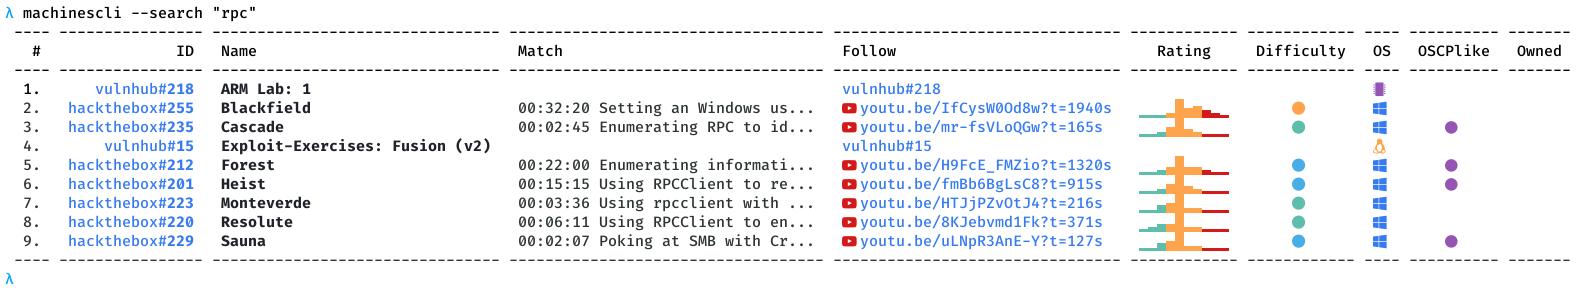 λ machinescli --search "rpc"
# ID Name Match Follow Rating Difficulty OS OSCPlike Owned
1. vulnhub#218 ARM Lab: 1 vulnhub#218
2. hackthebox#255 Blackfield 00:32:20 Setting an Windows us... youtu.be/IfCysW0Od8w?t=1940s
3. hackthebox#235 Cascade 00:02:45 Enumerating RPC to id... youtu.be/mr-fsVLoQGw?t=165s
4. vulnhub#15 Exploit-Exercises: Fusion (v2) vulnhub#15
5. hackthebox#212 Forest 00:22:00 Enumerating informati... youtu.be/H9FcE_FMZio?t=1320s
6. hackthebox#201 Heist 00:15:15 Using RPCClient to re... youtu.be/fmBb6BgLsC8?t=915s
7. hackthebox#223 Monteverde 00:03:36 Using rpcclient with ... youtu.be/HTJjPZvOtJ4?t=216s
8. hackthebox#220 Resolute 00:06:11 Using RPCClient to en... youtu.be/8KJebvmd1Fk?t=371s
9. hackthebox#229 Sauna 00:02:07 Poking at SMB with Cr... youtu.be/uLNpR3AnE-Y?t=127s
λ